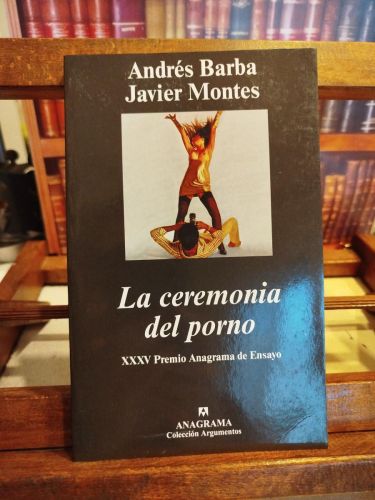 Andrés Barba
Javier Montes
La ceremonia
del porno
XXXV Premio Anagrama de Ensayo
ANAGRAMA
Colección Argumentos